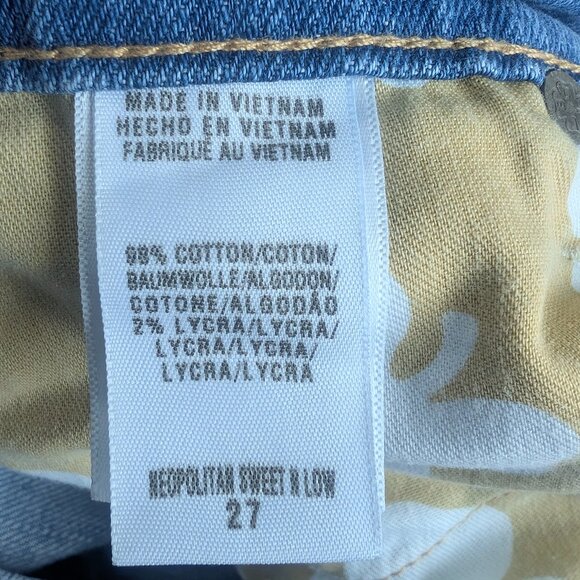 MADE IN VIETNAM
HECHO EN VIETNAM
FABRIQUÉ AU VIETNAM
98% COTTON/COTON/
BAUMWOLLE/ALGODON/
COTONE/ALGODÃO
2% LYCRA/LYCRA/
LYCRA/LYCRA/
LYCRA/LYCRA
NEOPOLITAN SWEET N LOW
27